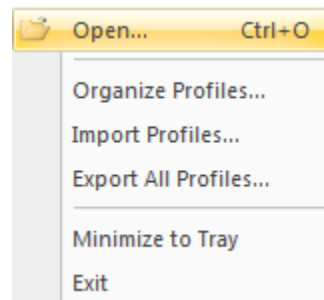 Open... Ctrl+O
Organize Profiles...
Import Profiles...
Export All Profiles...
Minimize to Tray
Exit